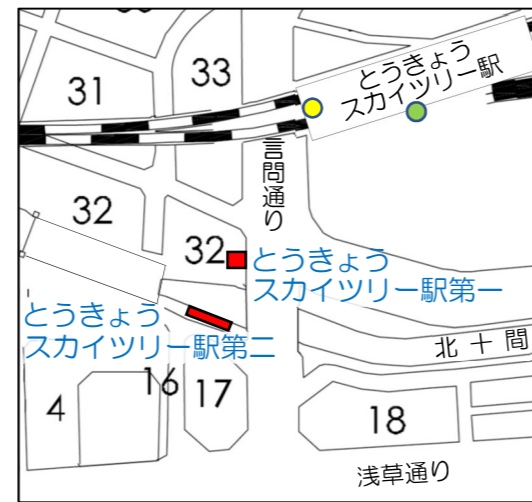 31
33
とうきょう
スカイツリー駅
言問通り
32
32
とうきょう
スカイツリー駅第一
とうきょう
スカイツリー駅第二
北十間
16
17
4
18
浅草通り